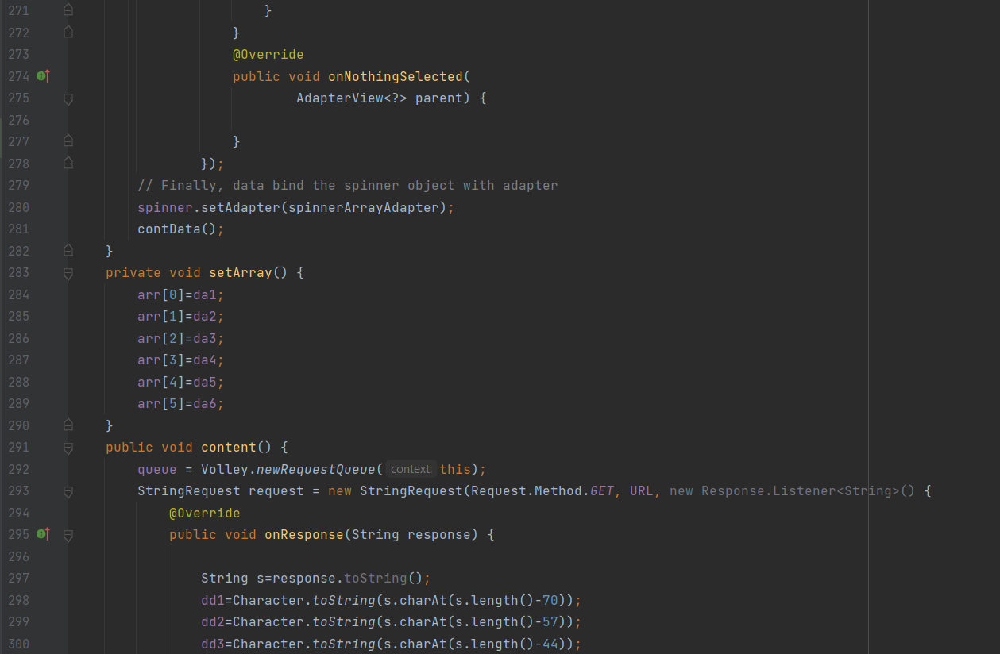 271 }
272 }
273 @Override
274 public void onNothingSelected(
275 AdapterView<?> parent) {
276
277 }
278 });
279 // Finally, data bind the spinner object with adapter
280 spinner.setAdapter(spinnerArrayAdapter);
281 contData();
282 }
283 private void setArray() {
284 arr[0]=da1;
285 arr[1]=da2;
286 arr[2]=da3;
287 arr[3]=da4;
288 arr[4]=da5;
289 arr[5]=da6;
290 }
291 public void content() {
292 queue = Volley.newRequestQueue( context: this);
293 StringRequest request = new StringRequest(Request.Method.GET, URL, new Response.Listener<String>() {
294 @Override
295 public void onResponse(String response) {
296
297 String s=response.toString();
298 dd1=Character.toString(s.charAt(s.length()-70));
299 dd2=Character.toString(s.charAt(s.length()-57));
300 dd3=Character.toString(s.charAt(s.length()-44));